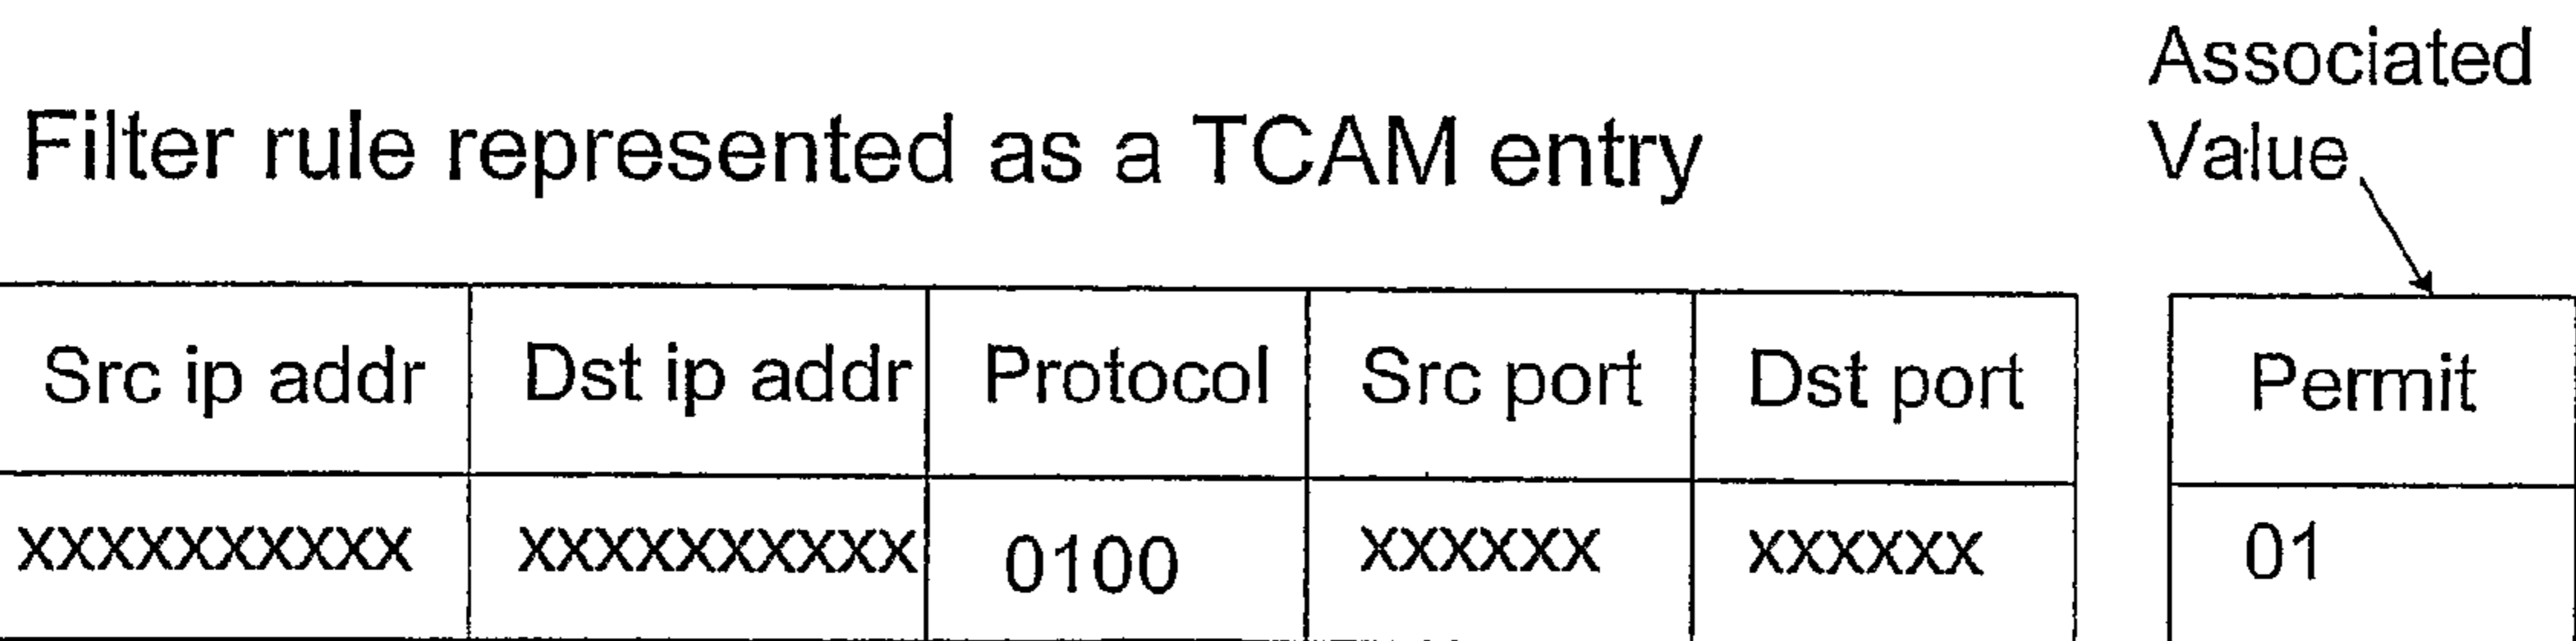 Associated
Value
Filter rule represented as a TCAM entry
Src ip addr Dst ip addr Protocol Src port Dst port Permit
XXXXXXXXXX XXXXXXXXXX 0100 XXXXXX XXXXXX 01